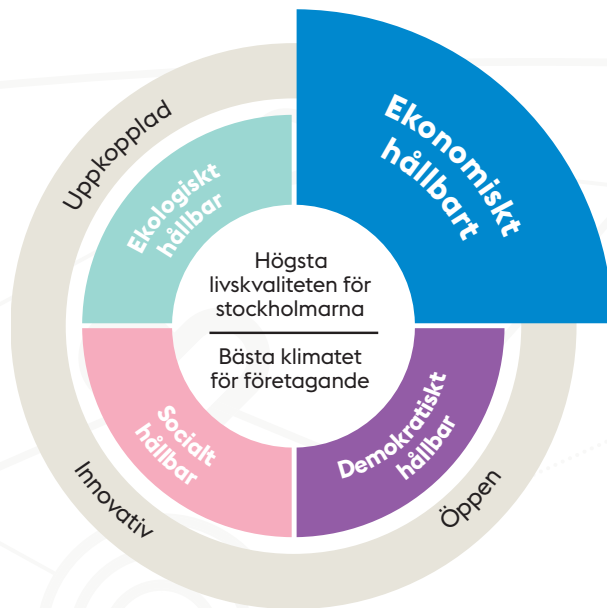 Uppkopplad
Ekonomiskt
hållbart
Ekologiskt
hållbar
Högsta
livskvaliteten för
stockholmarna
Bästa klimatet
för företagande
Socialt
hållbar
Demokratiskt
hållbar
Innovativ
Öppen